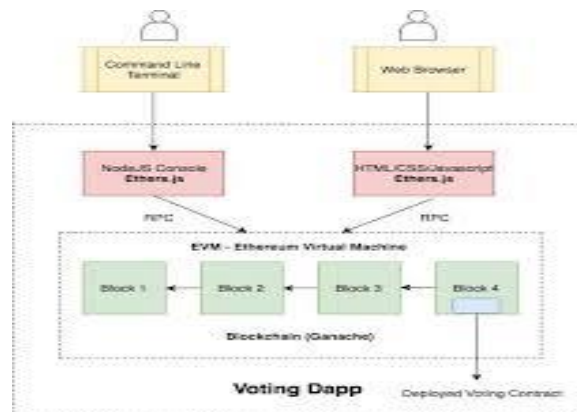 Command Line
Terminal
Web Browser
NodeJS Console
Ethers.js
HTML/CSS/Javascript
Ethers.js
RPC
RPC
EVM - Ethereum Virtual Machine
Block 1
Block 2
Block 3
Block 4
Blockchain (Ganache)
Voting Dapp
Deployed Voting Contract